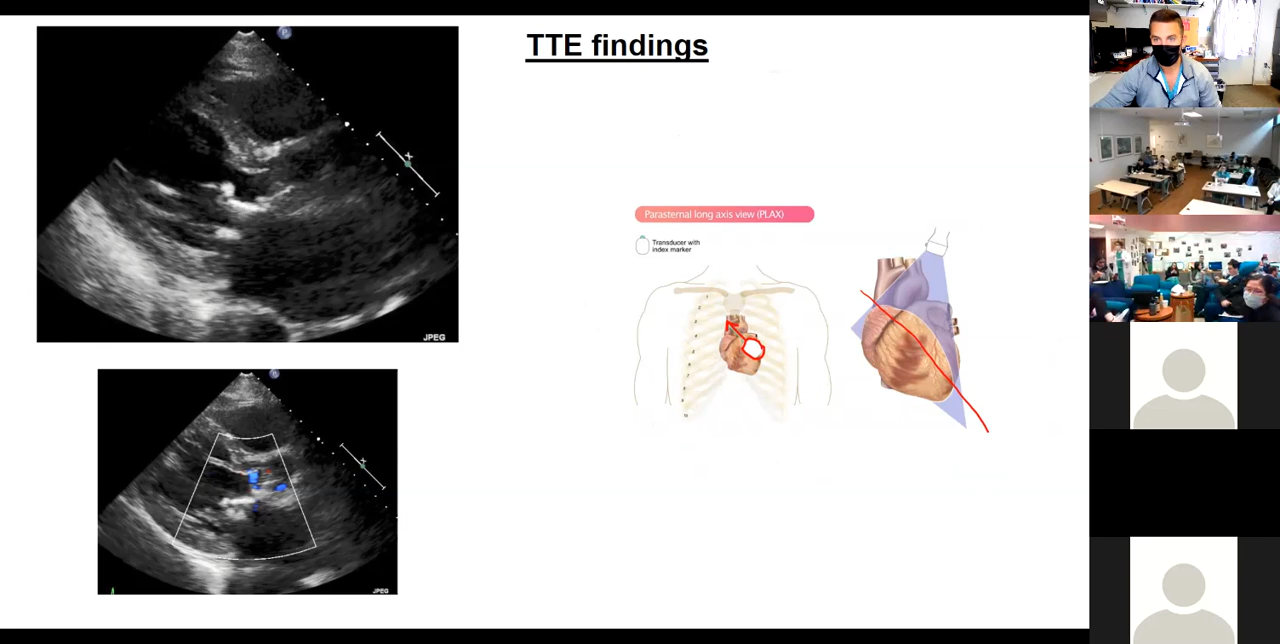 TTE findings
JPEG
Parasternal long axis view (PLAX)
Transducer with
index marker
JPEG